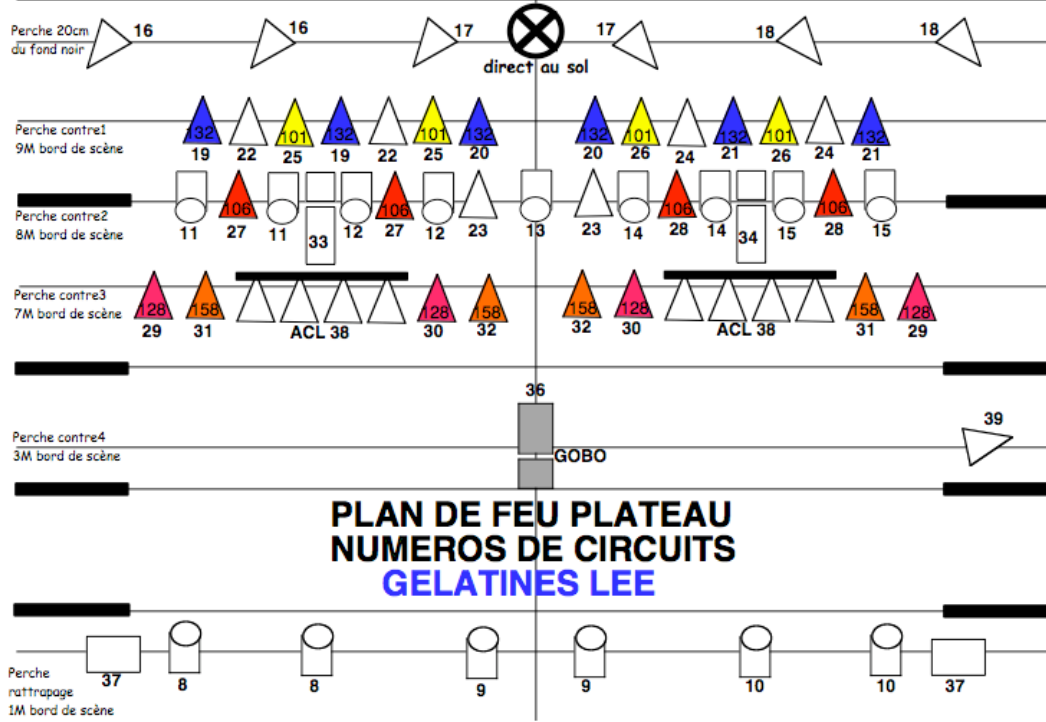 16 16 17 17 18 18
Perche 20cm
du fond noir
direct au sol
132 101 132 101 132 132 101 132 101 132
Perche contre1
9M bord de scène
19 22 25 19 22 25 20 20 26 24 21 26 24 21
106 106 106 106
Perche contre2
8M bord de scène
11 27 11 33 12 27 12 23 13 23 14 28 14 34 15 28 15
128 158 128 158 158 128 158 128
Perche contre3
7M bord de scène
29 31 ACL 38 30 32 32 30 ACL 38 31 29
36
39
Perche contre4
3M bord de scène
GOBO
PLAN DE FEU PLATEAU
NUMEROS DE CIRCUITS
GELATINES LEE
37 8 8 9 9 10 10 37
Perche
rattrapage
1M bord de scène